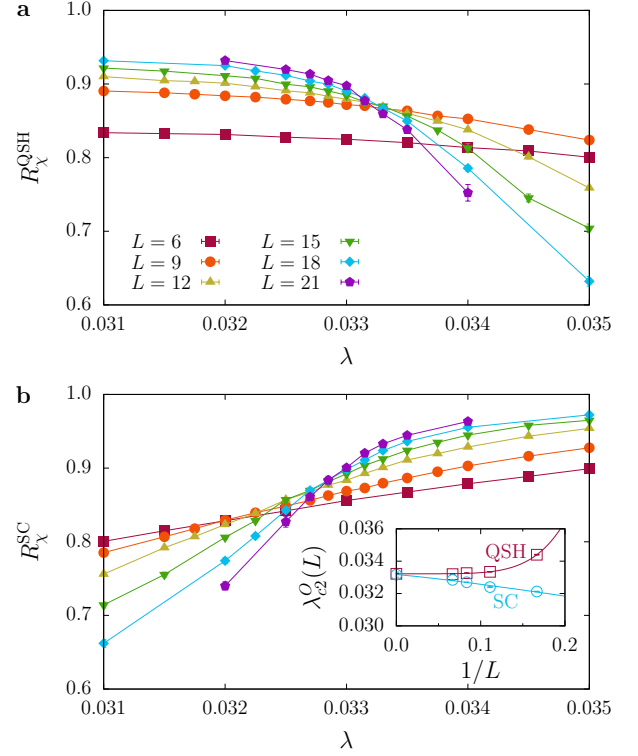 a
1.0
0.9
0.8
0.7
0.6
R_χ^QSH
L = 6
L = 9
L = 12
L = 15
L = 18
L = 21
0.031 0.032 0.033 0.034 0.035
λ
b
1.0
0.9
0.8
0.7
0.6
R_χ^SC
0.036
0.034
0.032
0.030
λ_{c2}^O(L)
QSH
SC
0.0 0.1 0.2
1/L
0.031 0.032 0.033 0.034 0.035
λ